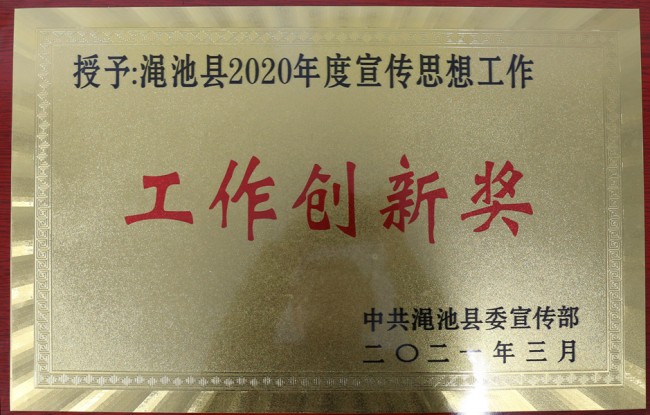 授予:渑池县2020年度宣传思想工作
工作创新奖
中共渑池县委宣传部
二〇二一年三月